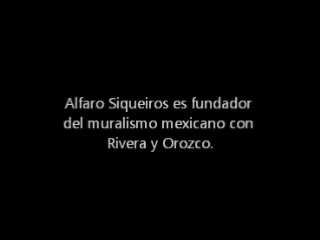 Alfaro Siqueiros es fundador
del muralismo mexicano con
Rivera y Orozco.